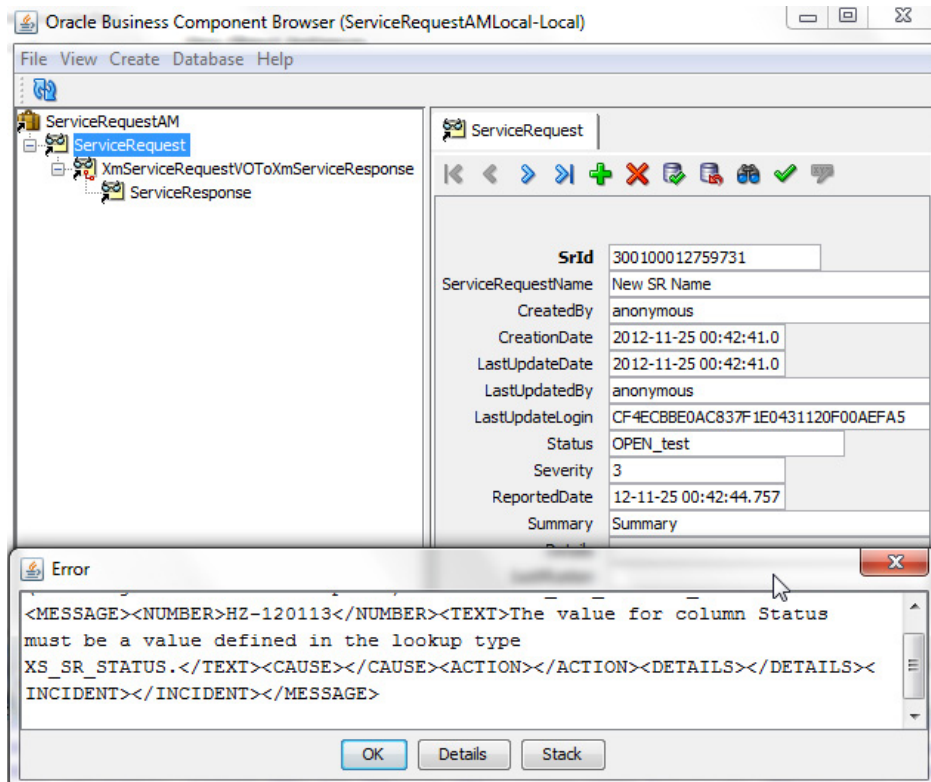 Oracle Business Component Browser (ServiceRequestAMLocal-Local)
File View Create Database Help
ServiceRequestAM
ServiceRequest
XmServiceRequestVOToXmServiceResponse
ServiceResponse
ServiceRequest
SrId 300100012759731
ServiceRequestName New SR Name
CreatedBy anonymous
CreationDate 2012-11-25 00:42:41.0
LastUpdateDate 2012-11-25 00:42:41.0
LastUpdatedBy anonymous
LastUpdateLogin CF4ECBBE0AC837F1E0431120F00AEFA5
Status OPEN_test
Severity 3
ReportedDate 12-11-25 00:42:44.757
Summary Summary
Error
<MESSAGE><NUMBER>HZ-120113</NUMBER><TEXT>The value for column Status
must be a value defined in the lookup type
XS_SR_STATUS.</TEXT><CAUSE></CAUSE><ACTION></ACTION><DETAILS></DETAILS><
INCIDENT></INCIDENT></MESSAGE>
OK Details Stack